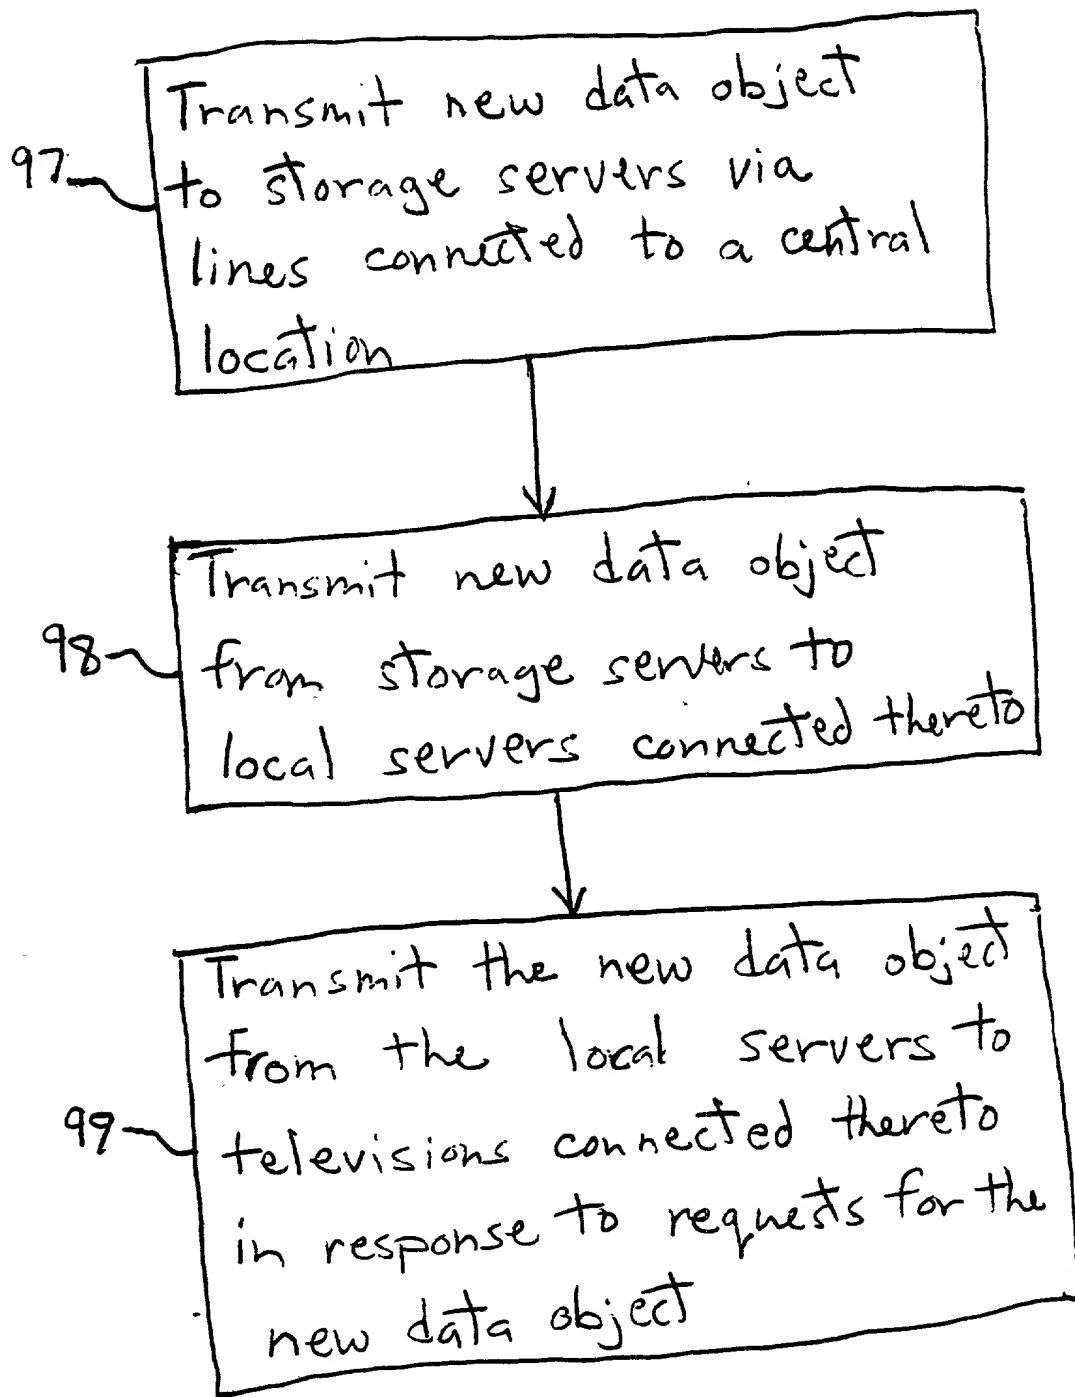 97
Transmit new data object
to storage servers via
lines connected to a central
location
98
Transmit new data object
from storage servers to
local servers connected thereto
99
Transmit the new data object
from the local servers to
televisions connected thereto
in response to requests for the
new data object